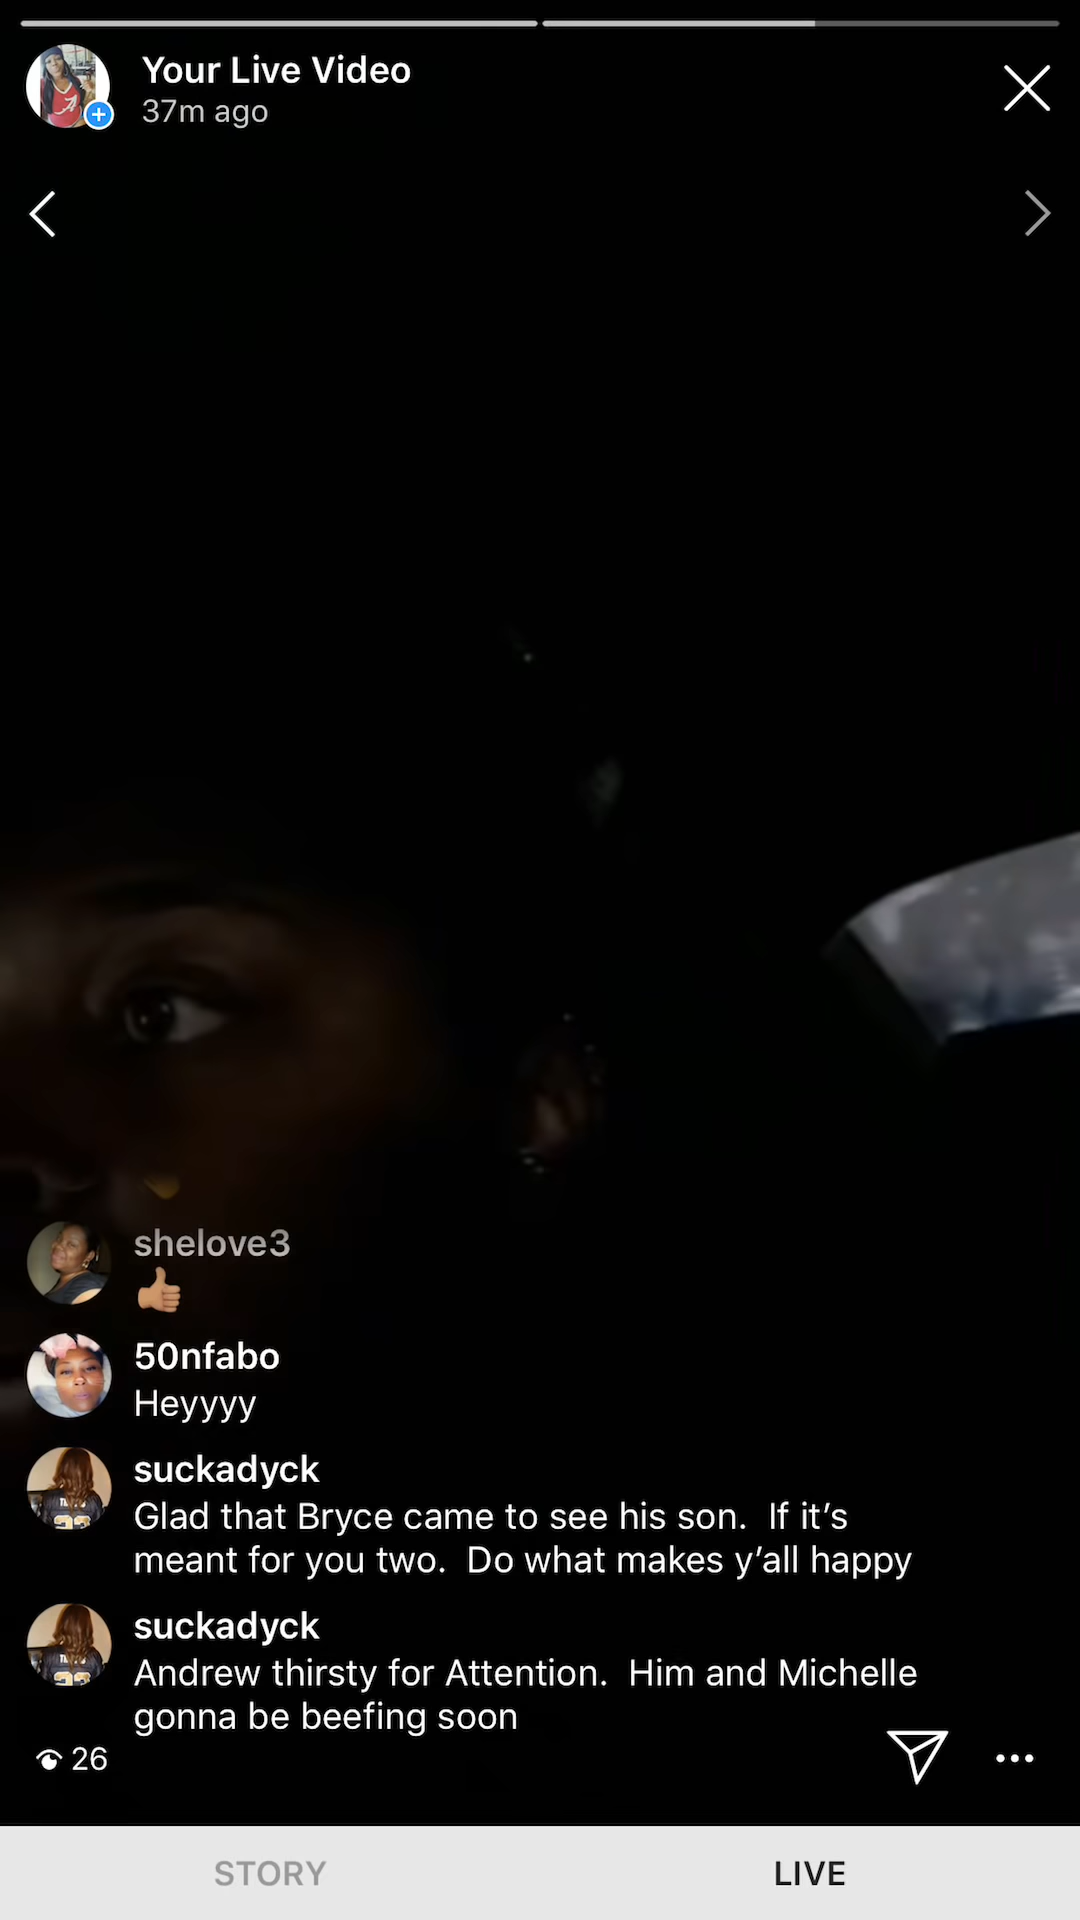 Your Live Video
37m ago
shelove3
👍🏼
50nfabo
Heyyyy
suckadyck
Glad that Bryce came to see his son.  If it’s
meant for you two.  Do what makes y’all happy
suckadyck
Andrew thirsty for Attention.  Him and Michelle
gonna be beefing soon
26
STORY
LIVE